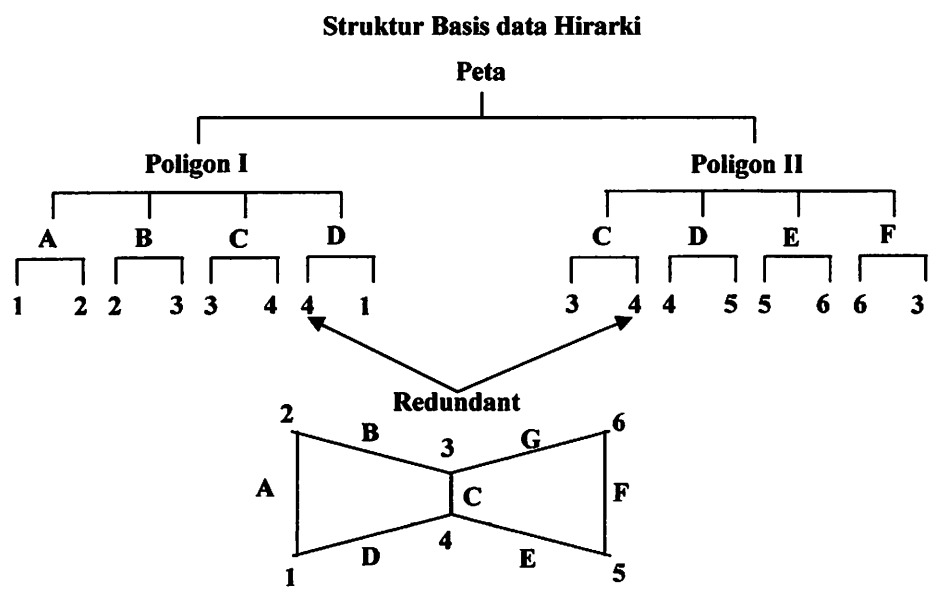 Struktur Basis data Hirarki
Peta
Poligon I Poligon II
A B C D C D E F
1 2 2 3 3 4 4 1 3 4 4 5 5 6 6 3
Redundant
2 B 3 G 6
A C F
1 D 4 E 5